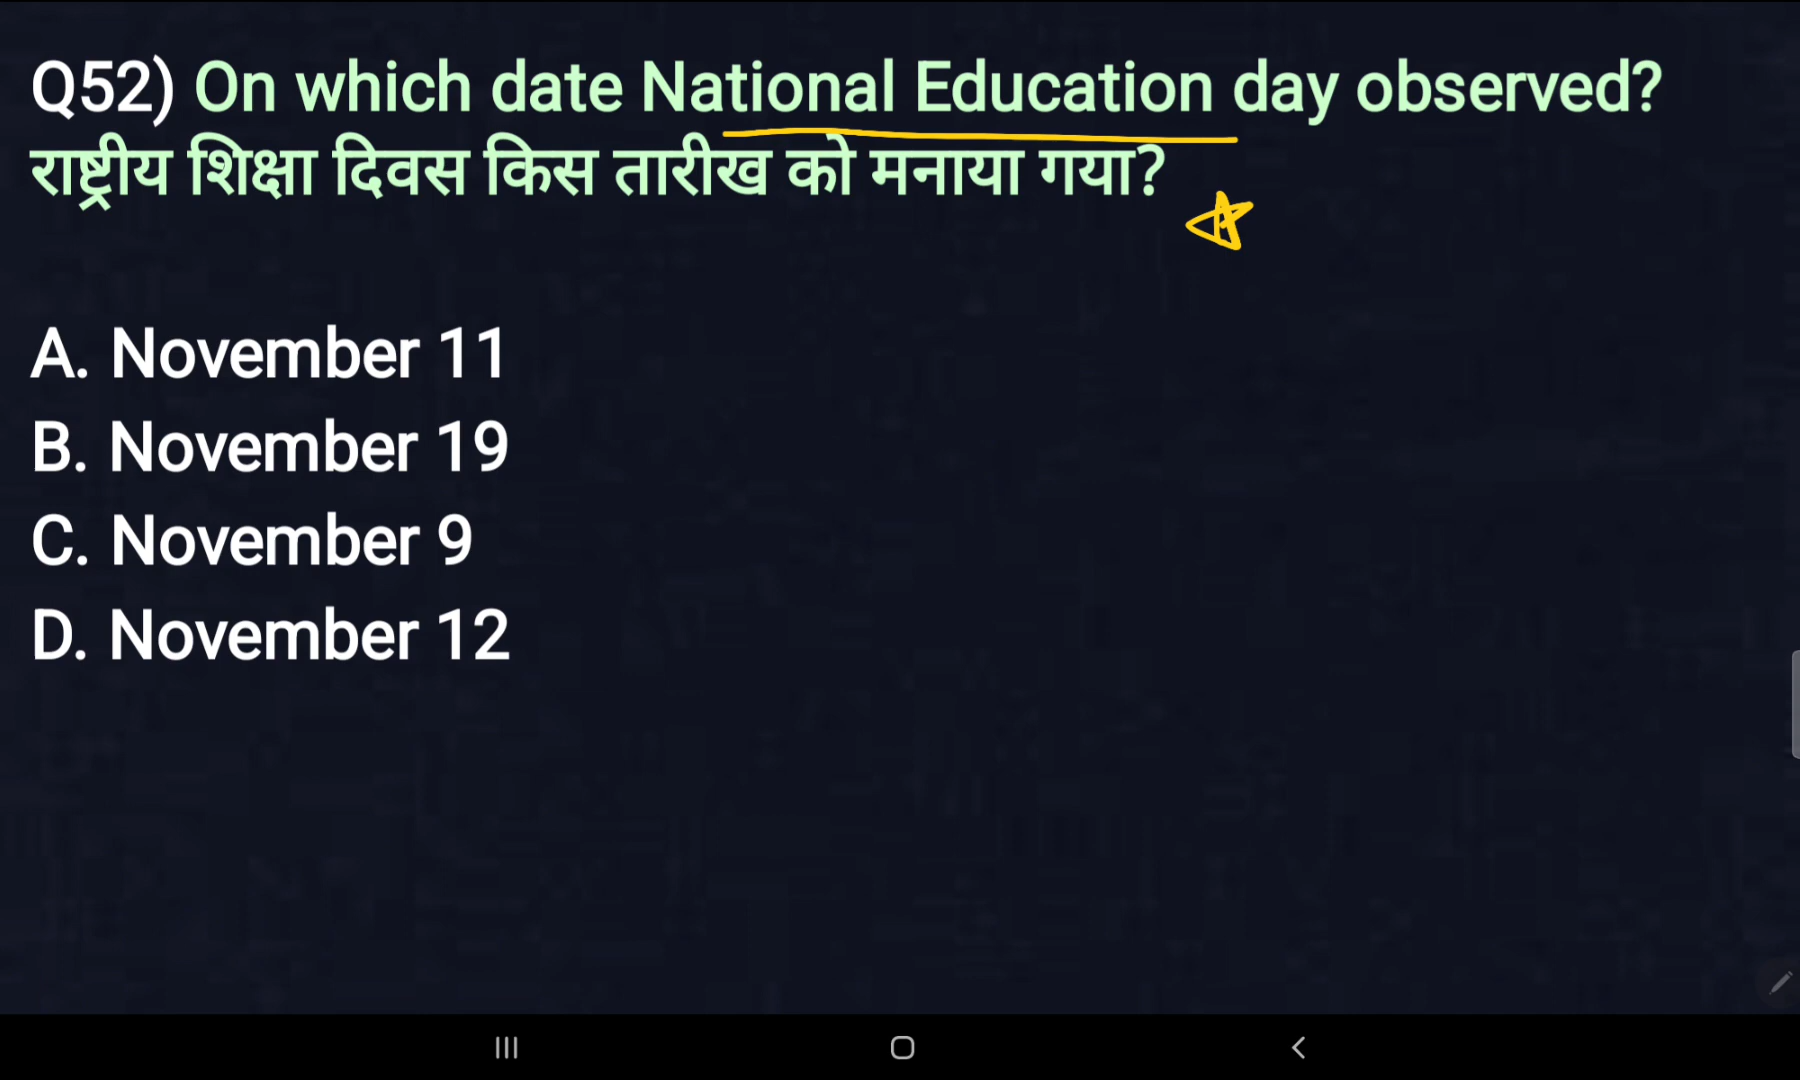 Q52) On which date National Education day observed?
राष्ट्रीय शिक्षा दिवस किस तारीख को मनाया गया?
A. November 11
B. November 19
C. November 9
D. November 12